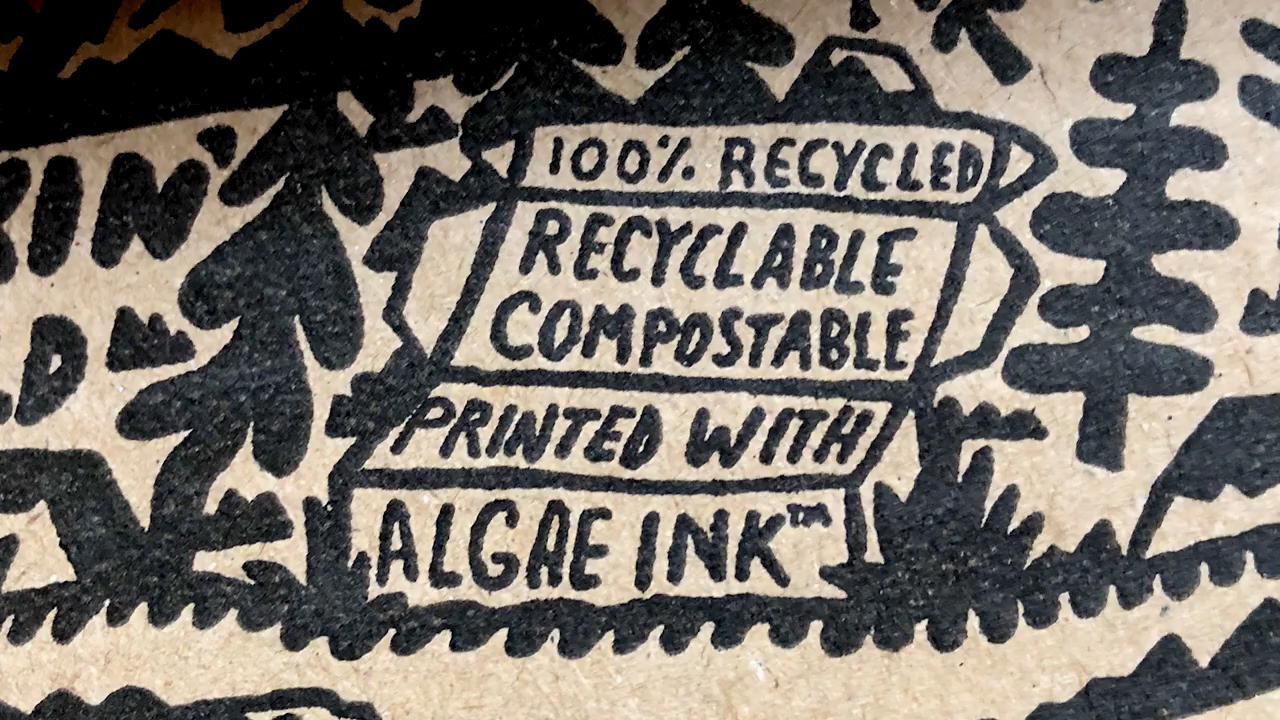 100% RECYCLED
RECYCLABLE
COMPOSTABLE
PRINTED WITH
ALGAE INK™